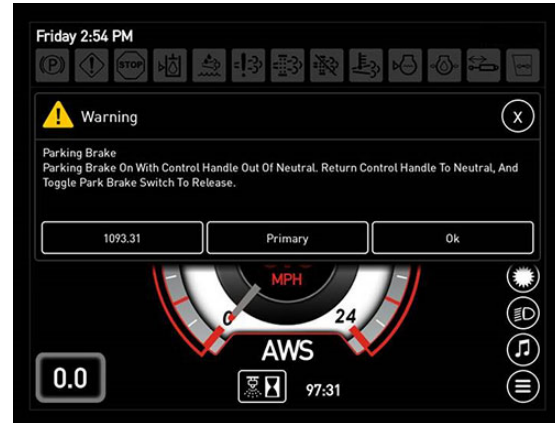 Friday 2:54 PM
(P)
STOP
Warning
X
Parking Brake
Parking Brake On With Control Handle Out Of Neutral. Return Control Handle To Neutral, And
Toggle Park Brake Switch To Release.
1093.31 Primary Ok
MPH
0 24
AWS
0.0
97:31